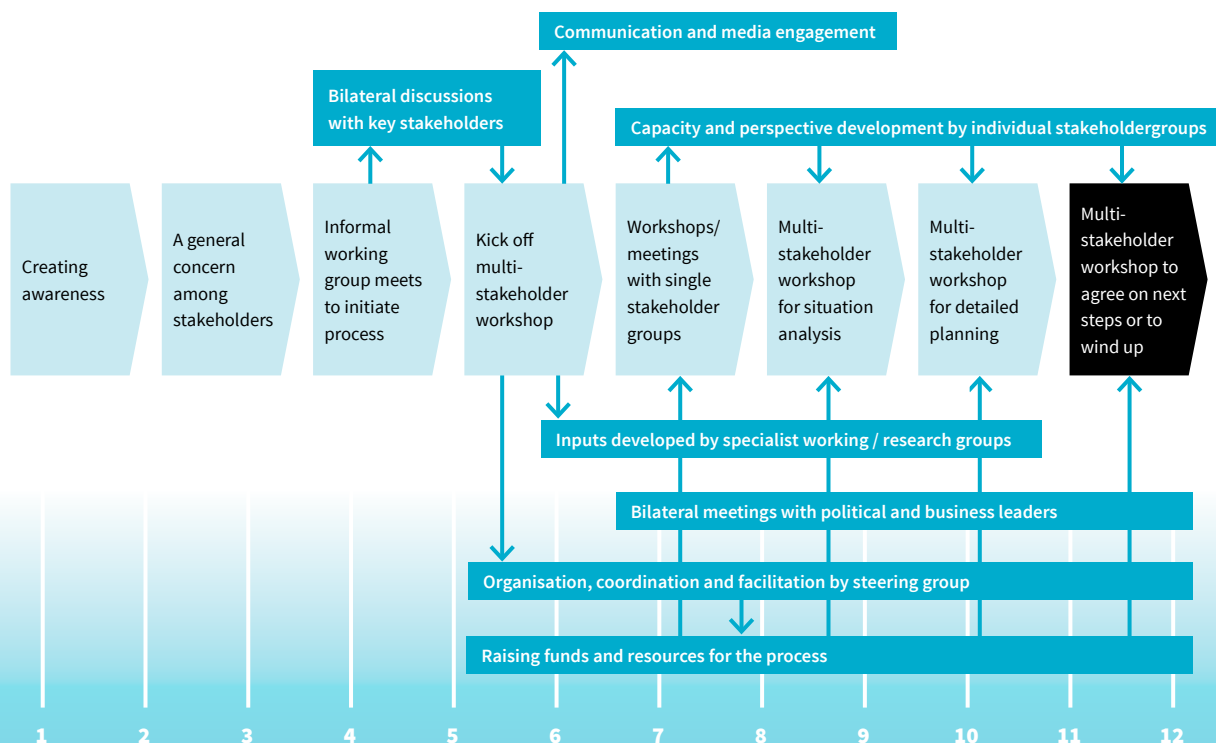 Communication and media engagement
Bilateral discussions
with key stakeholders
Capacity and perspective development by individual stakeholdergroups
Creating
awareness
A general
concern
among
stakeholders
Informal
working
group meets
to initiate
process
Kick off
multi-
stakeholder
workshop
Workshops/
meetings
with single
stakeholder
groups
Multi-
stakeholder
workshop
for situation
analysis
Multi-
stakeholder
workshop
for detailed
planning
Multi-
stakeholder
workshop to
agree on next
steps or to
wind up
Inputs developed by specialist working / research groups
Bilateral meetings with political and business leaders
Organisation, coordination and facilitation by steering group
Raising funds and resources for the process
1 2 3 4 5 6 7 8 9 10 11 12